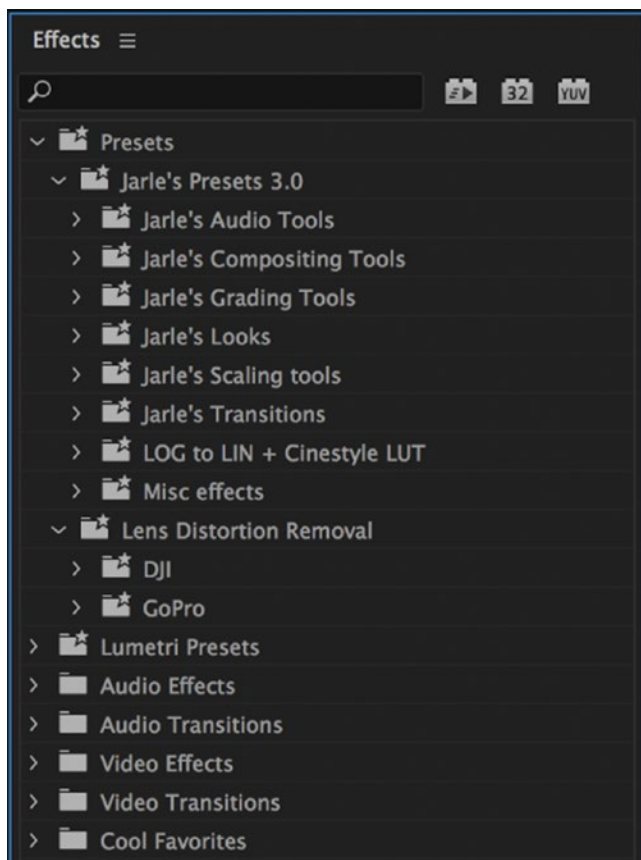 Effects
32 YUV
Presets
Jarle's Presets 3.0
Jarle's Audio Tools
Jarle's Compositing Tools
Jarle's Grading Tools
Jarle's Looks
Jarle's Scaling tools
Jarle's Transitions
LOG to LIN + Cinestyle LUT
Misc effects
Lens Distortion Removal
DJI
GoPro
Lumetri Presets
Audio Effects
Audio Transitions
Video Effects
Video Transitions
Cool Favorites